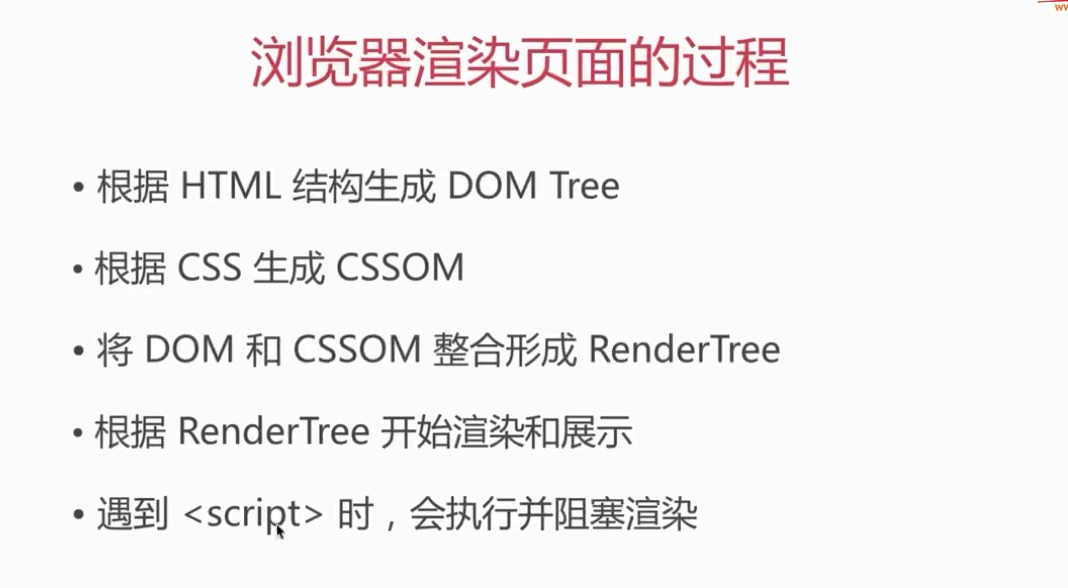 浏览器渲染页面的过程
• 根据 HTML 结构生成 DOM Tree
• 根据 CSS 生成 CSSOM
• 将 DOM 和 CSSOM 整合形成 RenderTree
• 根据 RenderTree 开始渲染和展示
• 遇到 <script> 时，会执行并阻塞渲染